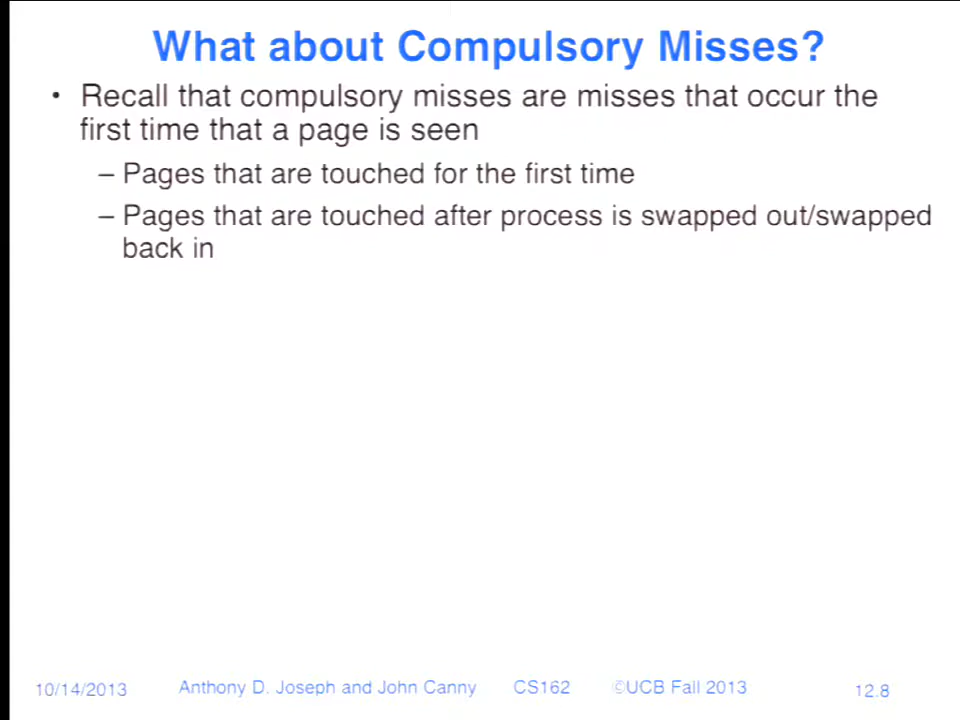 What about Compulsory Misses?
• Recall that compulsory misses are misses that occur the
first time that a page is seen
– Pages that are touched for the first time
– Pages that are touched after process is swapped out/swapped
back in
10/14/2013 Anthony D. Joseph and John Canny CS162 ©UCB Fall 2013 12.8